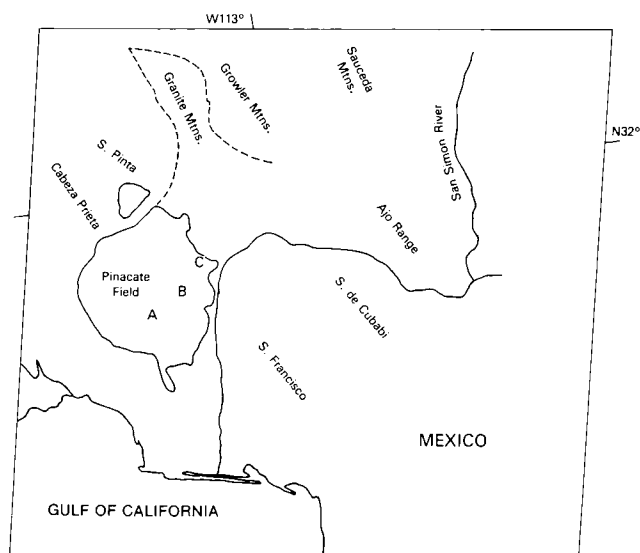 W113°
N32°
Sauceda
Mtns.
Growler Mtns.
Granite Mtns.
San Simon River
S. Pinta
Cabeza Prieta
Ajo Range
C
Pinacate
Field
B
A
S. de Cubabi
S. Francisco
MEXICO
GULF OF CALIFORNIA